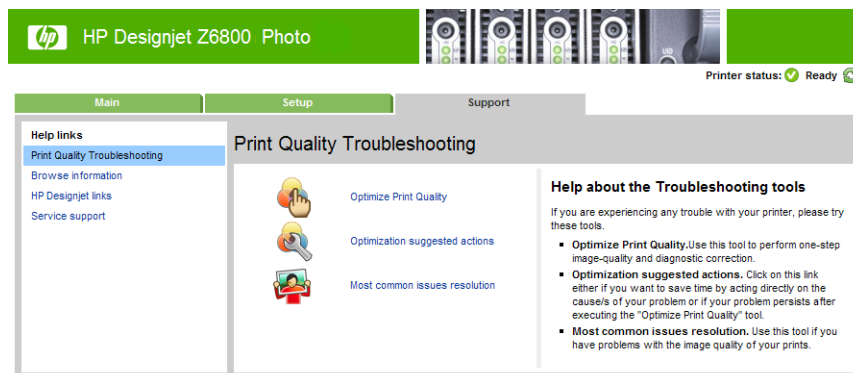 hp HP Designjet Z6800 Photo
UID
Printer status: Ready
Main Setup Support
Help links
Print Quality Troubleshooting
Browse information
HP Designjet links
Service support
Print Quality Troubleshooting
Optimize Print Quality
Optimization suggested actions
Most common issues resolution
Help about the Troubleshooting tools
If you are experiencing any trouble with your printer, please try
these tools.
▪ Optimize Print Quality.Use this tool to perform one-step
image-quality and diagnostic correction.
▪ Optimization suggested actions. Click on this link
either if you want to save time by acting directly on the
cause/s of your problem or if your problem persists after
executing the "Optimize Print Quality" tool.
▪ Most common issues resolution. Use this tool if you
have problems with the image quality of your prints.